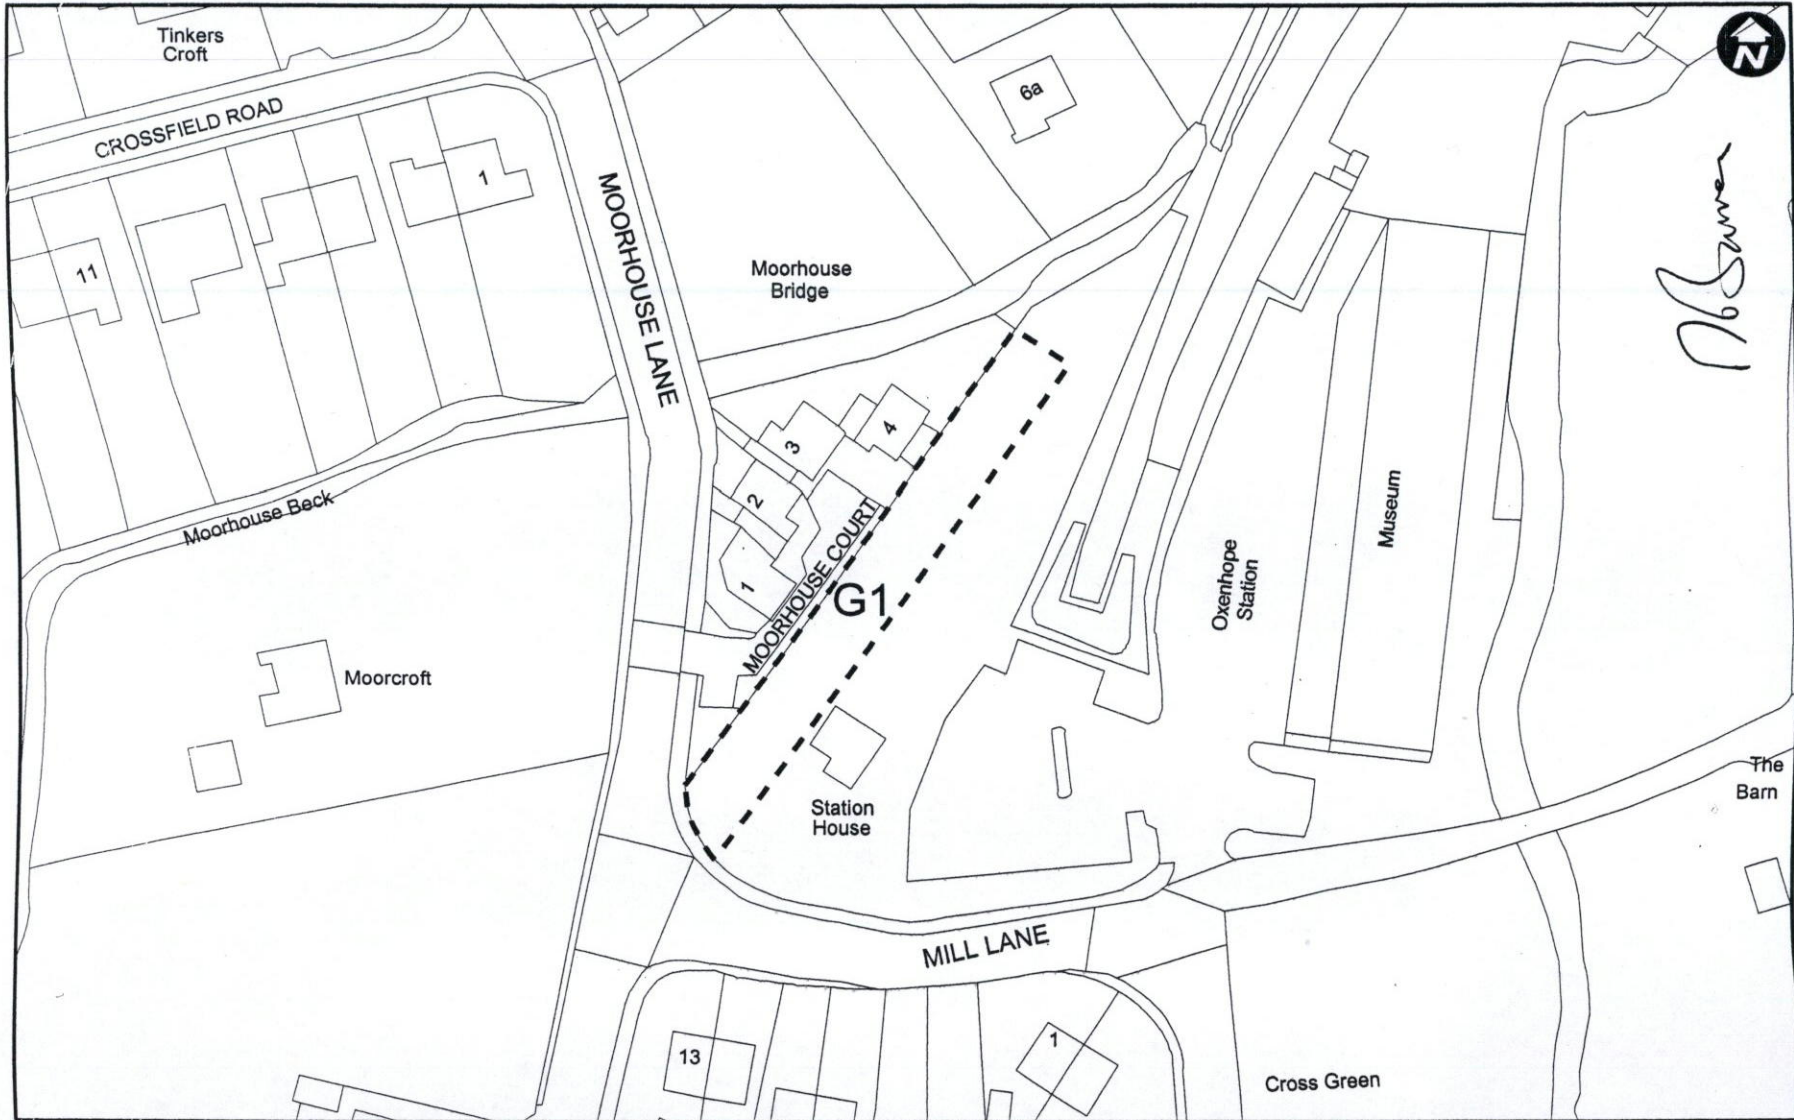 Tinkers
Croft
N
CROSSFIELD ROAD
6a
1
11
MOORHOUSE LANE
Moorhouse
Bridge
3
4
2
1
MOORHOUSE COURT
G1
Moorhouse Beck
Museum
Oxenhope
Station
Moorcroft
Station
House
The
Barn
MILL LANE
13
1
Cross Green